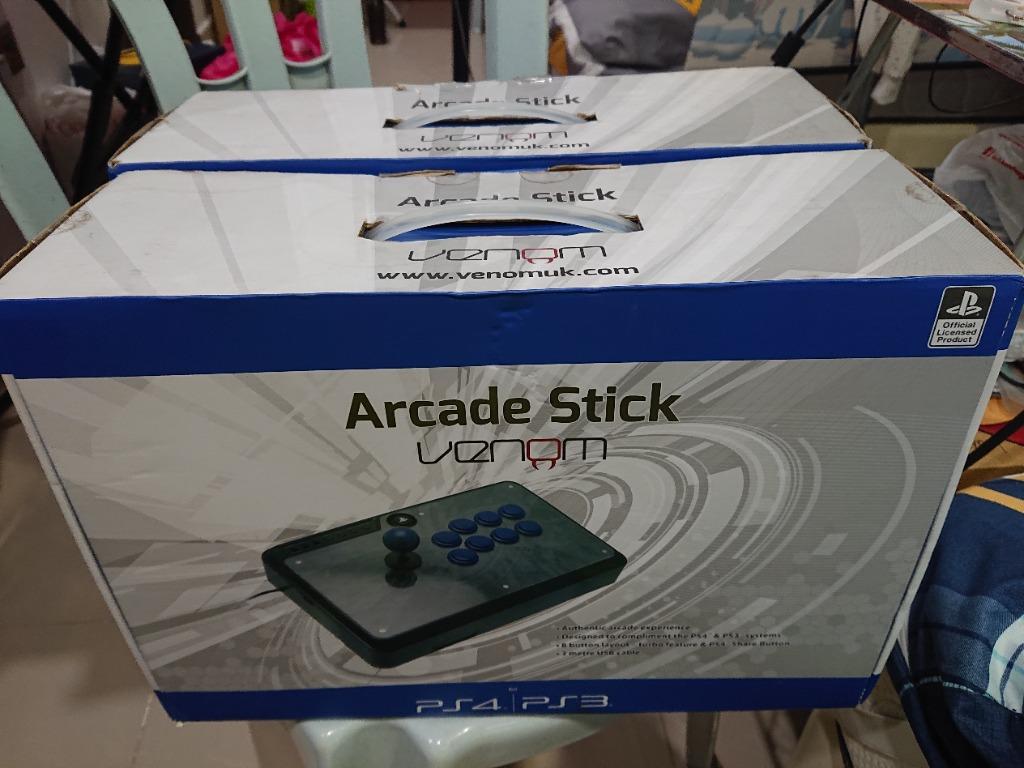 Arcade Stick
venom
www.venomuk.com
Arcade Stick
venom
www.venomuk.com
Official
Licensed
Product
Arcade Stick
venom
• Authentic arcade experience
• Designed to compliment the PS4 & PS3 systems
• 8 button layout - turbo feature & PS4 Share Button
• 3 metre USB cable
PS4 PS3